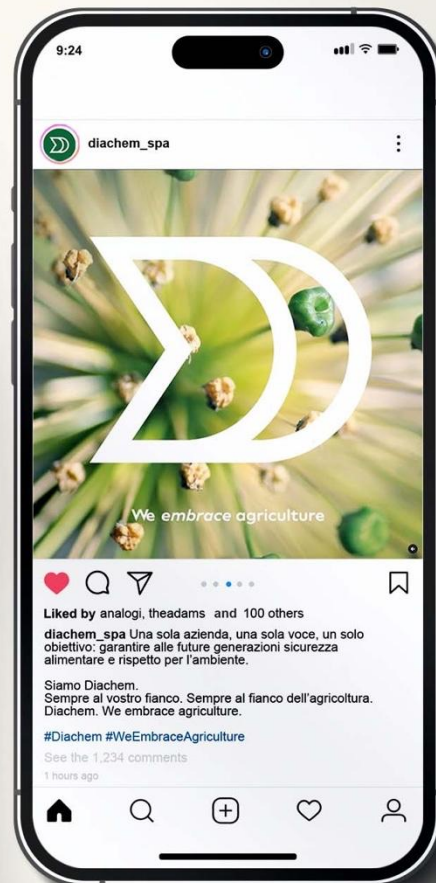 9:24
diachem_spa
We embrace agriculture
Liked by analogi, theadams and 100 others
diachem_spa Una sola azienda, una sola voce, un solo
obiettivo: garantire alle future generazioni sicurezza
alimentare e rispetto per l'ambiente.
Siamo Diachem.
Sempre al vostro fianco. Sempre al fianco dell'agricoltura.
Diachem. We embrace agriculture.
#Diachem #WeEmbraceAgriculture
See the 1,234 comments
1 hours ago